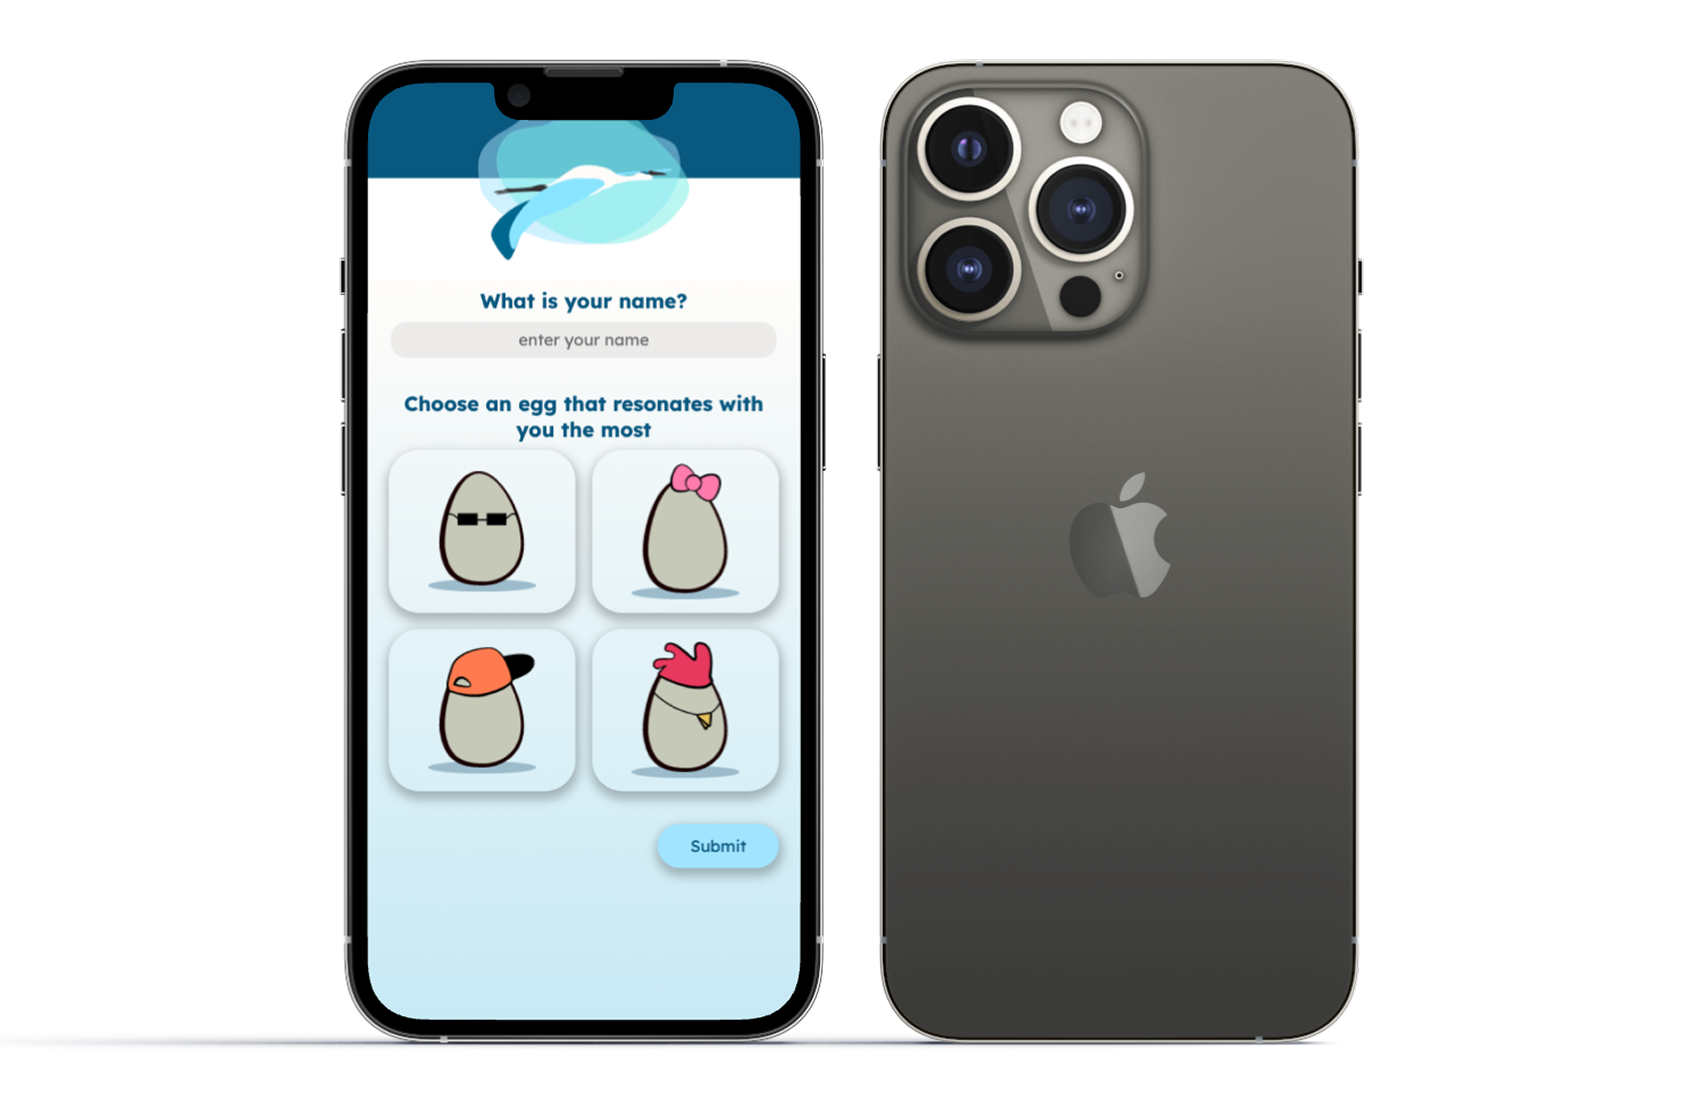 What is your name?
enter your name
Choose an egg that resonates with
you the most
Submit